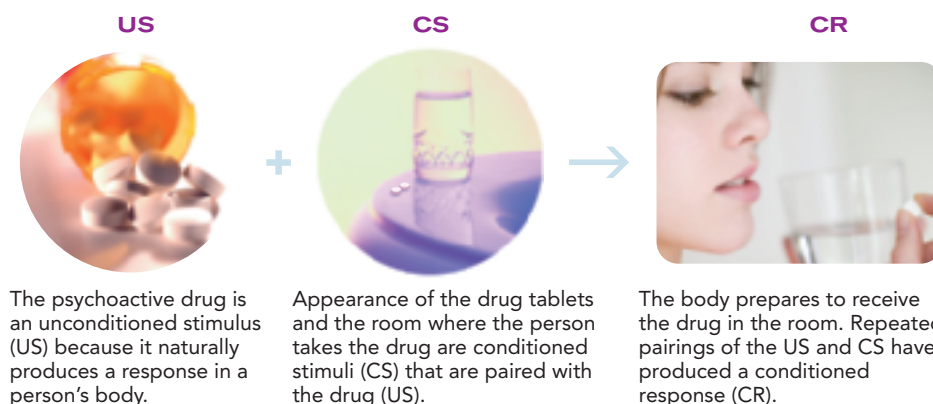 US
CS
CR
The psychoactive drug is
an unconditioned stimulus
(US) because it naturally
produces a response in a
person's body.
Appearance of the drug tablets
and the room where the person
takes the drug are conditioned
stimuli (CS) that are paired with
the drug (US).
The body prepares to receive
the drug in the room. Repeated
pairings of the US and CS have
produced a conditioned
response (CR).